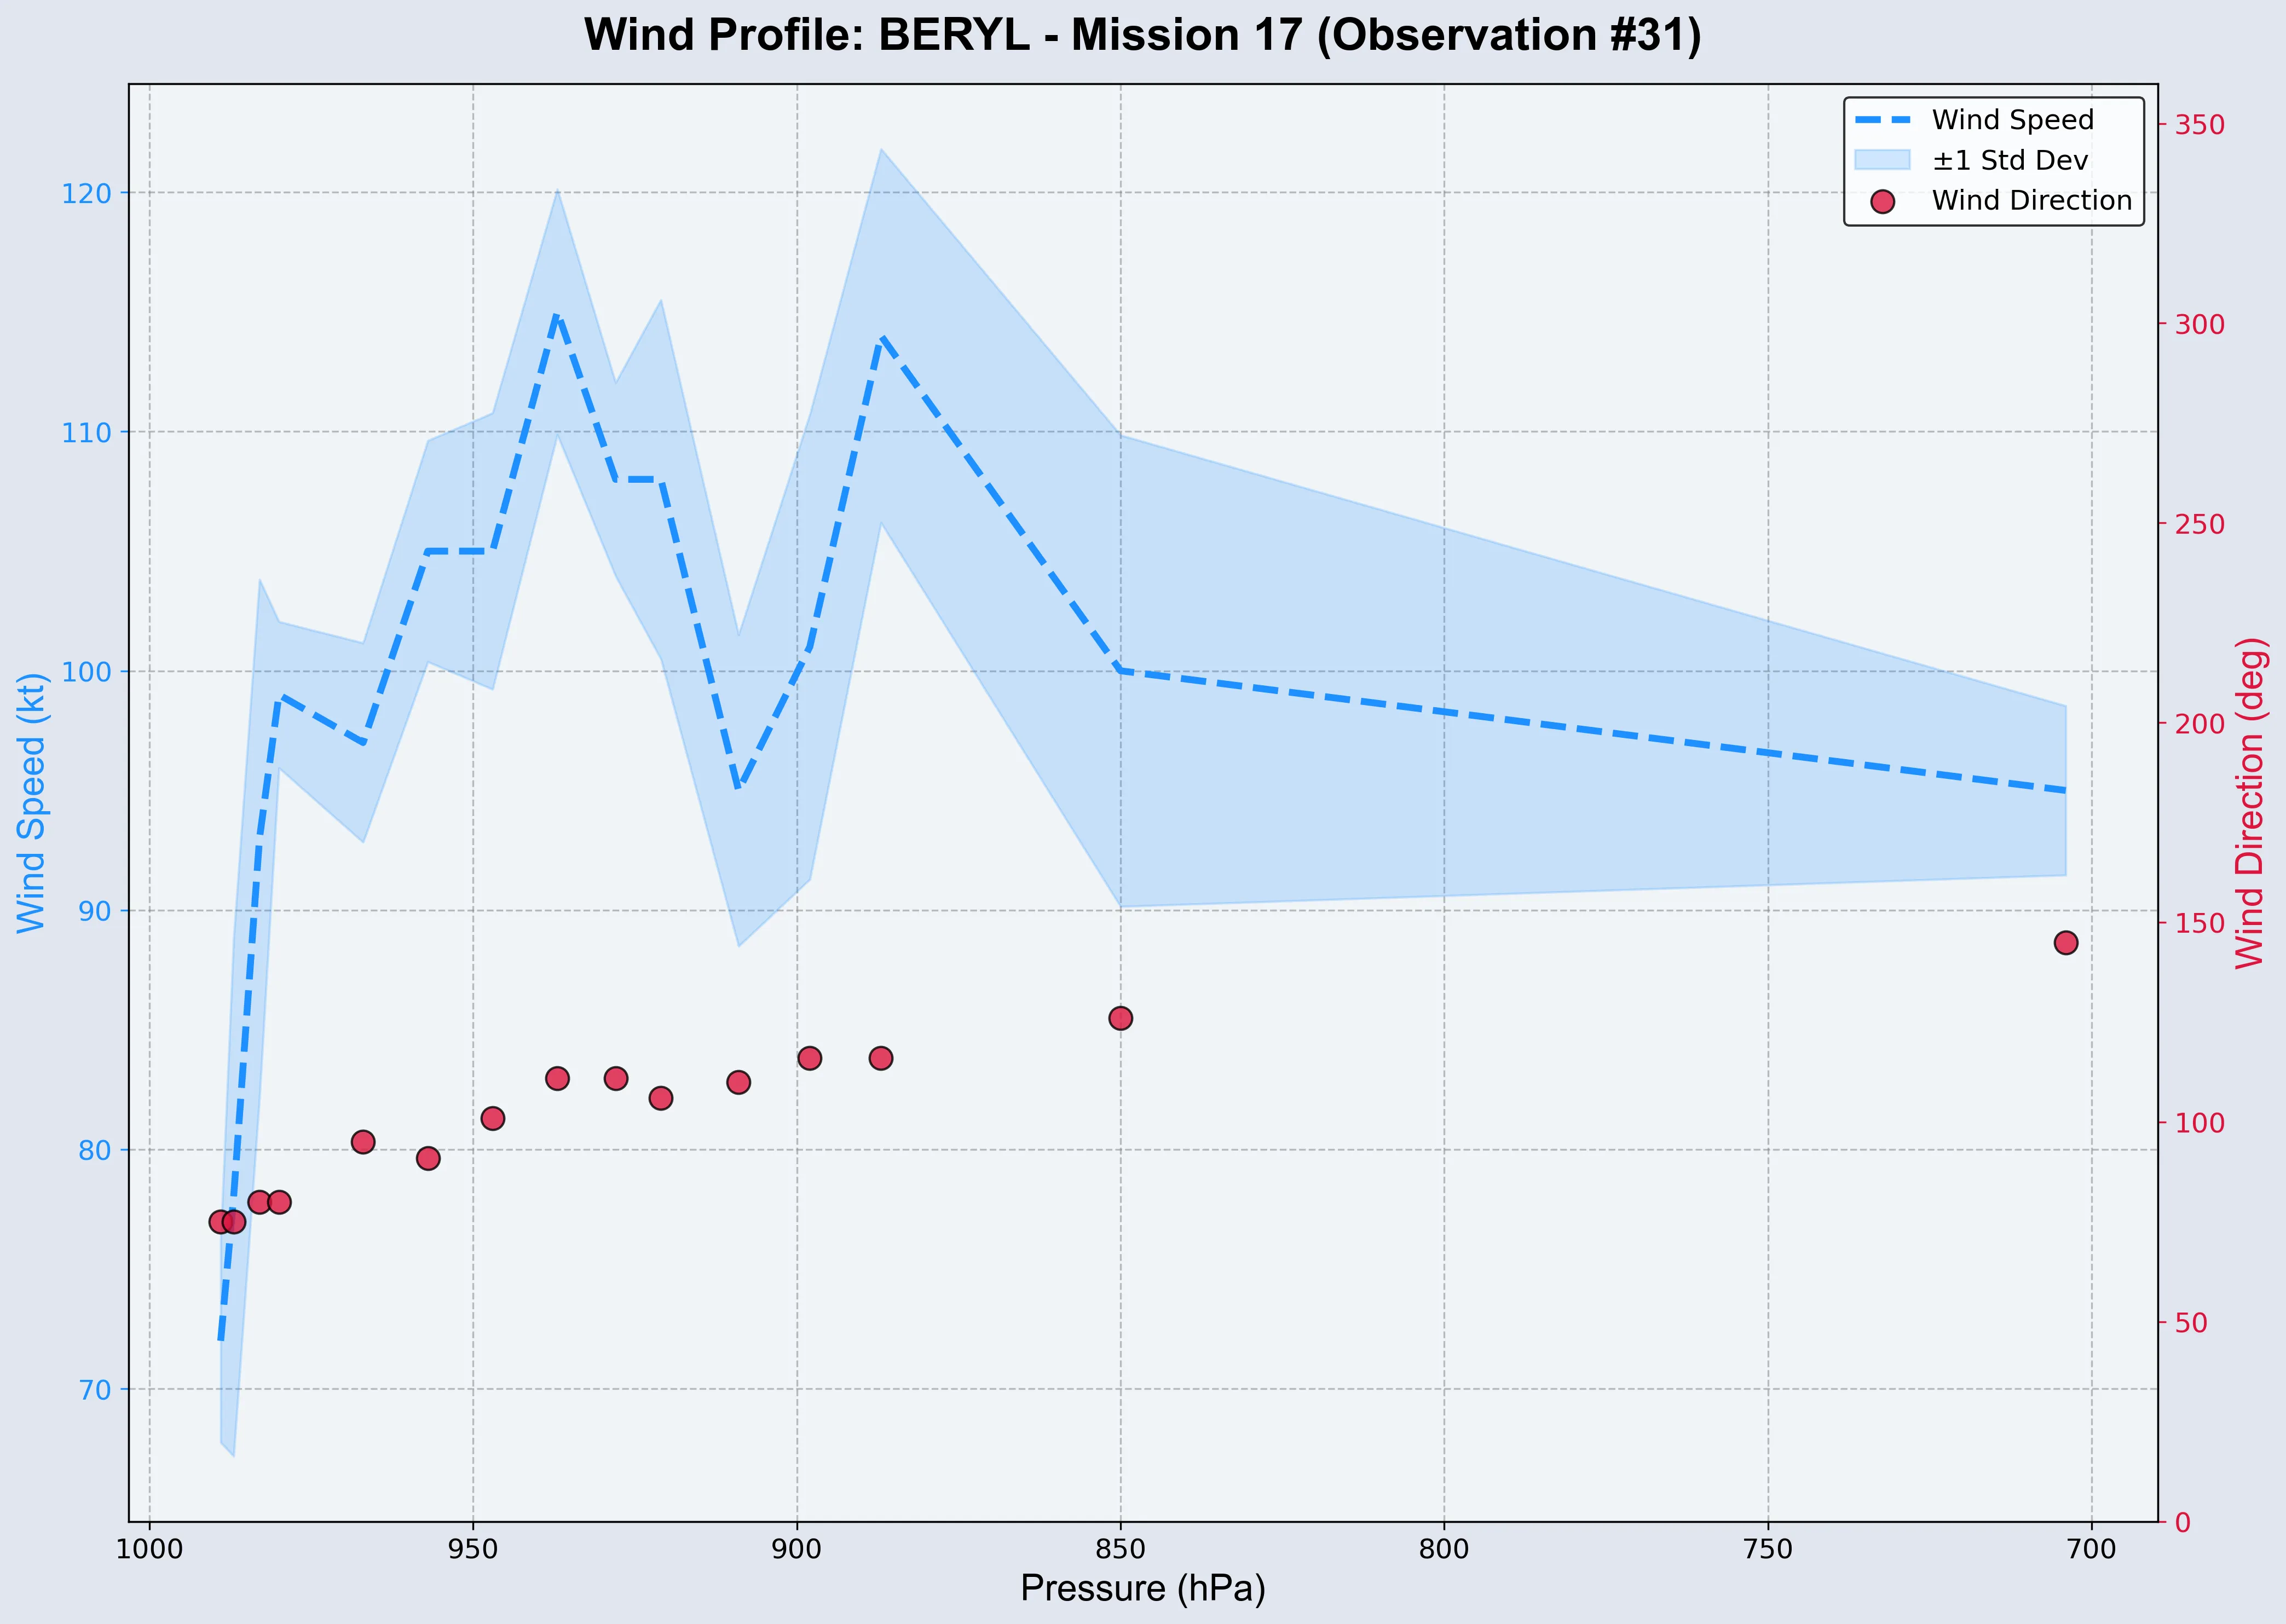 Wind Profile: BERYL - Mission 17 (Observation #31)
Wind Speed
±1 Std Dev
Wind Direction
120
110
100
90
80
70
Wind Speed (kt)
350
300
250
200
150
100
50
0
Wind Direction (deg)
1000 950 900 850 800 750 700
Pressure (hPa)